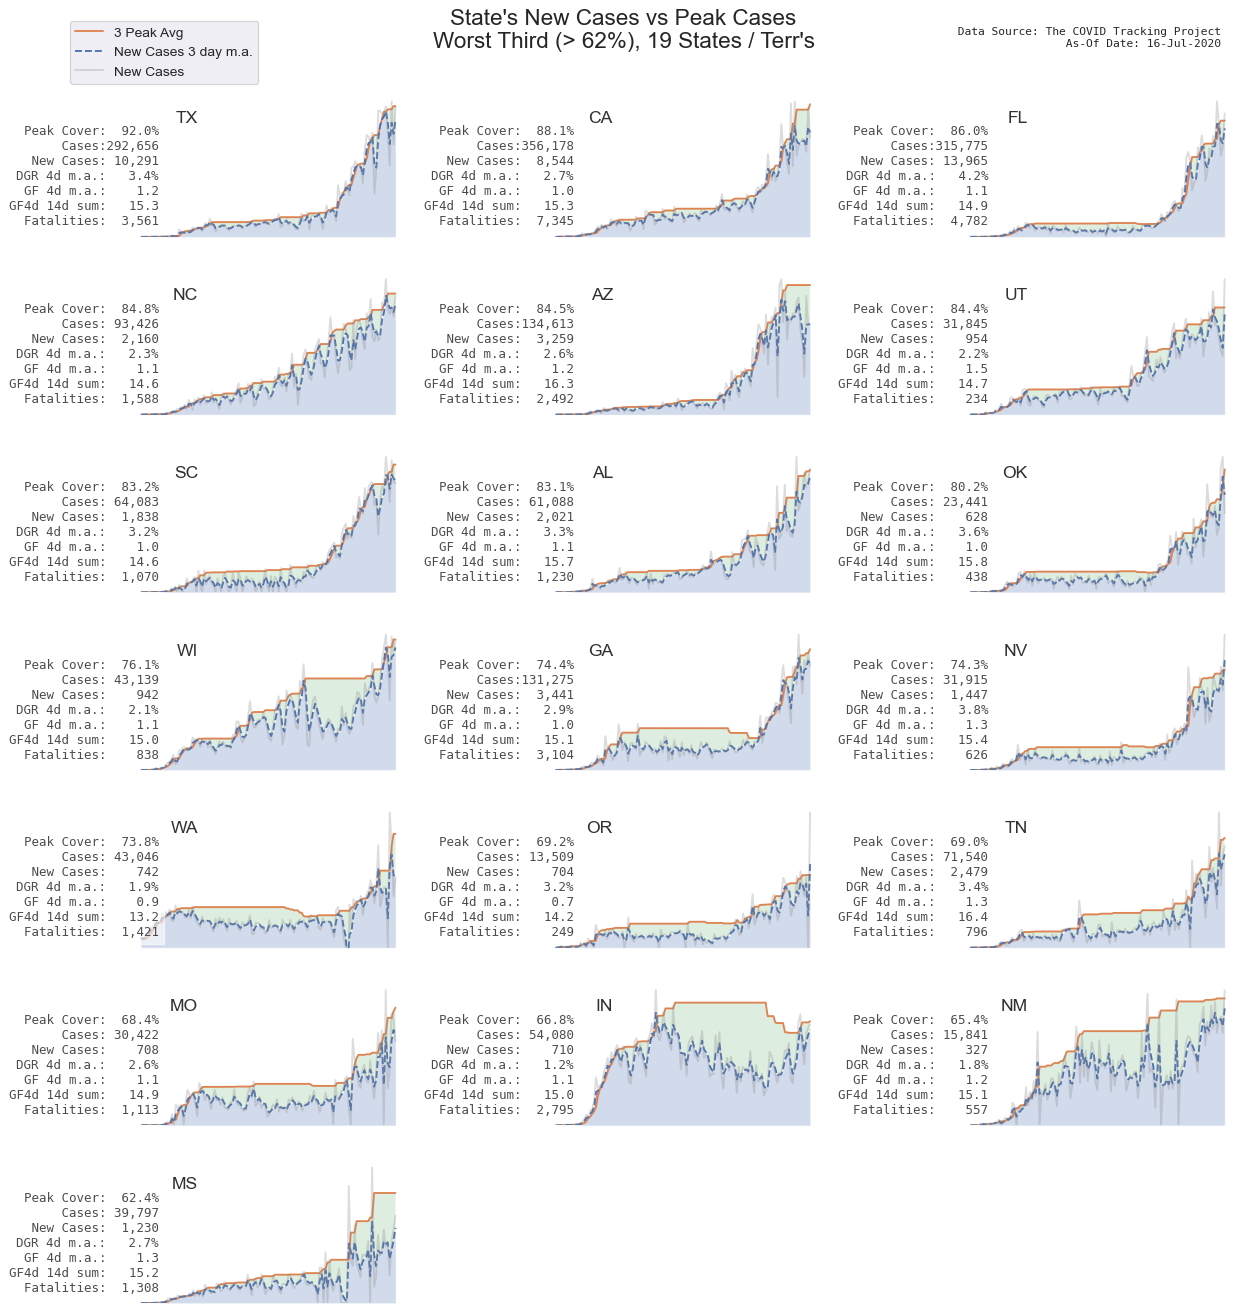 State's New Cases vs Peak Cases
Worst Third (> 62%), 19 States / Terr's
3 Peak Avg
New Cases 3 day m.a.
New Cases
Data Source: The COVID Tracking Project
As-Of Date: 16-Jul-2020
TX
Peak Cover: 92.0%
Cases:292,656
New Cases: 10,291
DGR 4d m.a.: 3.4%
GF 4d m.a.: 1.2
GF4d 14d sum: 15.3
Fatalities: 3,561
CA
Peak Cover: 88.1%
Cases:356,178
New Cases: 8,544
DGR 4d m.a.: 2.7%
GF 4d m.a.: 1.0
GF4d 14d sum: 15.3
Fatalities: 7,345
FL
Peak Cover: 86.0%
Cases:315,775
New Cases: 13,965
DGR 4d m.a.: 4.2%
GF 4d m.a.: 1.1
GF4d 14d sum: 14.9
Fatalities: 4,782
NC
Peak Cover: 84.8%
Cases: 93,426
New Cases: 2,160
DGR 4d m.a.: 2.3%
GF 4d m.a.: 1.1
GF4d 14d sum: 14.6
Fatalities: 1,588
AZ
Peak Cover: 84.5%
Cases:134,613
New Cases: 3,259
DGR 4d m.a.: 2.6%
GF 4d m.a.: 1.2
GF4d 14d sum: 16.3
Fatalities: 2,492
UT
Peak Cover: 84.4%
Cases: 31,845
New Cases: 954
DGR 4d m.a.: 2.2%
GF 4d m.a.: 1.5
GF4d 14d sum: 14.7
Fatalities: 234
SC
Peak Cover: 83.2%
Cases: 64,083
New Cases: 1,838
DGR 4d m.a.: 3.2%
GF 4d m.a.: 1.0
GF4d 14d sum: 14.6
Fatalities: 1,070
AL
Peak Cover: 83.1%
Cases: 61,088
New Cases: 2,021
DGR 4d m.a.: 3.3%
GF 4d m.a.: 1.1
GF4d 14d sum: 15.7
Fatalities: 1,230
OK
Peak Cover: 80.2%
Cases: 23,441
New Cases: 628
DGR 4d m.a.: 3.6%
GF 4d m.a.: 1.0
GF4d 14d sum: 15.8
Fatalities: 438
WI
Peak Cover: 76.1%
Cases: 43,139
New Cases: 942
DGR 4d m.a.: 2.1%
GF 4d m.a.: 1.1
GF4d 14d sum: 15.0
Fatalities: 838
GA
Peak Cover: 74.4%
Cases:131,275
New Cases: 3,441
DGR 4d m.a.: 2.9%
GF 4d m.a.: 1.0
GF4d 14d sum: 15.1
Fatalities: 3,104
NV
Peak Cover: 74.3%
Cases: 31,915
New Cases: 1,447
DGR 4d m.a.: 3.8%
GF 4d m.a.: 1.3
GF4d 14d sum: 15.4
Fatalities: 626
WA
Peak Cover: 73.8%
Cases: 43,046
New Cases: 742
DGR 4d m.a.: 1.9%
GF 4d m.a.: 0.9
GF4d 14d sum: 13.2
Fatalities: 1,421
OR
Peak Cover: 69.2%
Cases: 13,509
New Cases: 704
DGR 4d m.a.: 3.2%
GF 4d m.a.: 0.7
GF4d 14d sum: 14.2
Fatalities: 249
TN
Peak Cover: 69.0%
Cases: 71,540
New Cases: 2,479
DGR 4d m.a.: 3.4%
GF 4d m.a.: 1.3
GF4d 14d sum: 16.4
Fatalities: 796
MO
Peak Cover: 68.4%
Cases: 30,422
New Cases: 708
DGR 4d m.a.: 2.6%
GF 4d m.a.: 1.1
GF4d 14d sum: 14.9
Fatalities: 1,113
IN
Peak Cover: 66.8%
Cases: 54,080
New Cases: 710
DGR 4d m.a.: 1.2%
GF 4d m.a.: 1.1
GF4d 14d sum: 15.0
Fatalities: 2,795
NM
Peak Cover: 65.4%
Cases: 15,841
New Cases: 327
DGR 4d m.a.: 1.8%
GF 4d m.a.: 1.2
GF4d 14d sum: 15.1
Fatalities: 557
MS
Peak Cover: 62.4%
Cases: 39,797
New Cases: 1,230
DGR 4d m.a.: 2.7%
GF 4d m.a.: 1.3
GF4d 14d sum: 15.2
Fatalities: 1,308